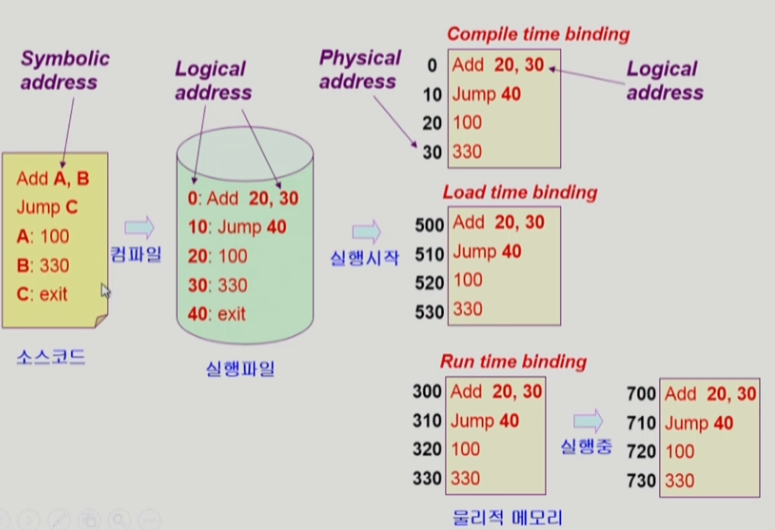 Symbolic
address
Add A, B
Jump C
A: 100
B: 330
C: exit
소스코드
컴파일
Logical
address
0: Add 20, 30
10: Jump 40
20: 100
30: 330
40: exit
실행파일
실행시작
Physical
address
Compile time binding
0 Add 20, 30
10 Jump 40
20 100
30 330
Logical
address
Load time binding
500 Add 20, 30
510 Jump 40
520 100
530 330
Run time binding
300 Add 20, 30
310 Jump 40
320 100
330 330
실행중
700 Add 20, 30
710 Jump 40
720 100
730 330
물리적 메모리